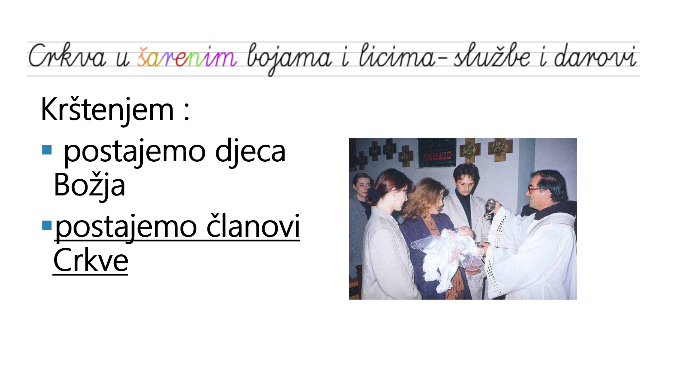 Crkva u šarenim bojama i licima- službe i darovi
Krštenjem :
▪ postajemo djeca
Božja
▪postajemo članovi
Crkve